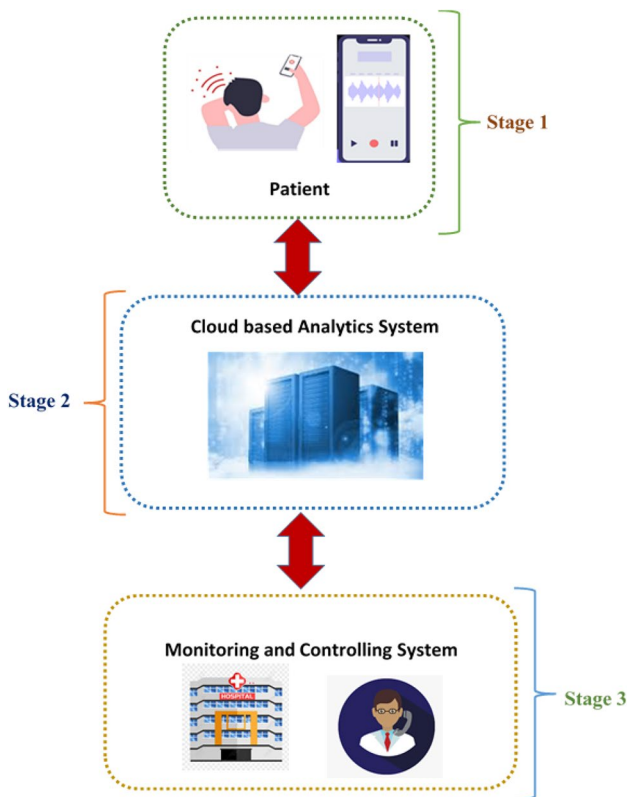 Stage 1
Patient
Cloud based Analytics System
Stage 2
Monitoring and Controlling System
HOSPITAL
Stage 3